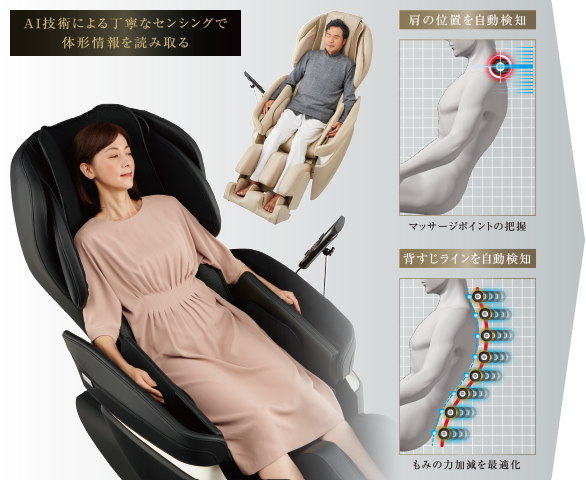 AI技術による丁寧なセンシングで
体形情報を読み取る
肩の位置を自動検知
マッサージポイントの把握
背すじラインを自動検知
もみの力加減を最適化